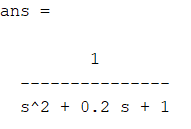 ans =
1
---------------
s^2 + 0.2 s + 1